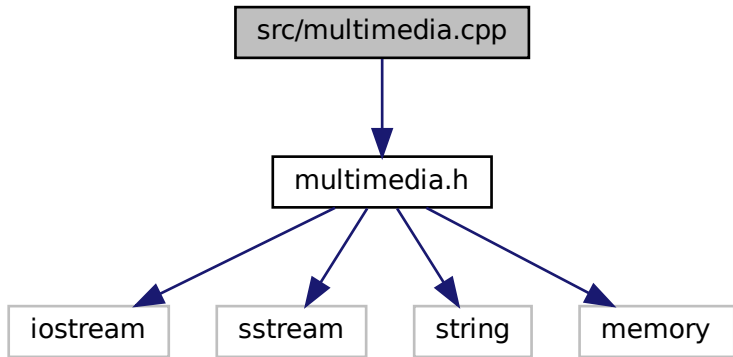 src/multimedia.cpp
multimedia.h
iostream
sstream
string
memory